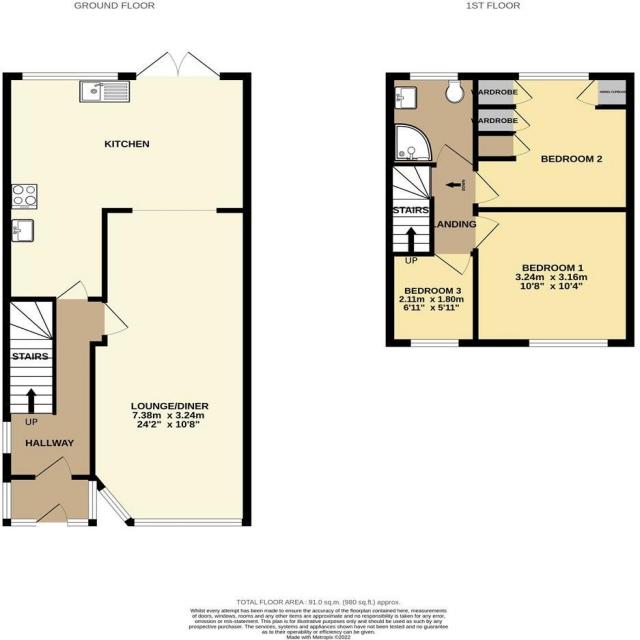 GROUND FLOOR
1ST FLOOR
KITCHEN
STAIRS
UP
HALLWAY
LOUNGE/DINER
7.38m x 3.24m
24'2" x 10'8"
WARDROBE
WARDROBE
BEDROOM 2
STAIRS
UP
DOWN
LANDING
BEDROOM 1
3.24m x 3.16m
10'8" x 10'4"
BEDROOM 3
2.11m x 1.80m
6'11" x 5'11"
TOTAL FLOOR AREA : 91.0 sq.m. (980 sq.ft.) approx.
Whilst every attempt has been made to ensure the accuracy of the floorplan contained here, measurements
of doors, windows, rooms and any other items are approximate and no responsibility is taken for any error,
omission or mis-statement. This plan is for illustrative purposes only and should be used as such by any
prospective purchaser. The services, systems and appliances shown have not been tested and no guarantee
as to their operability or efficiency can be given.
Made with Metropix ©2022